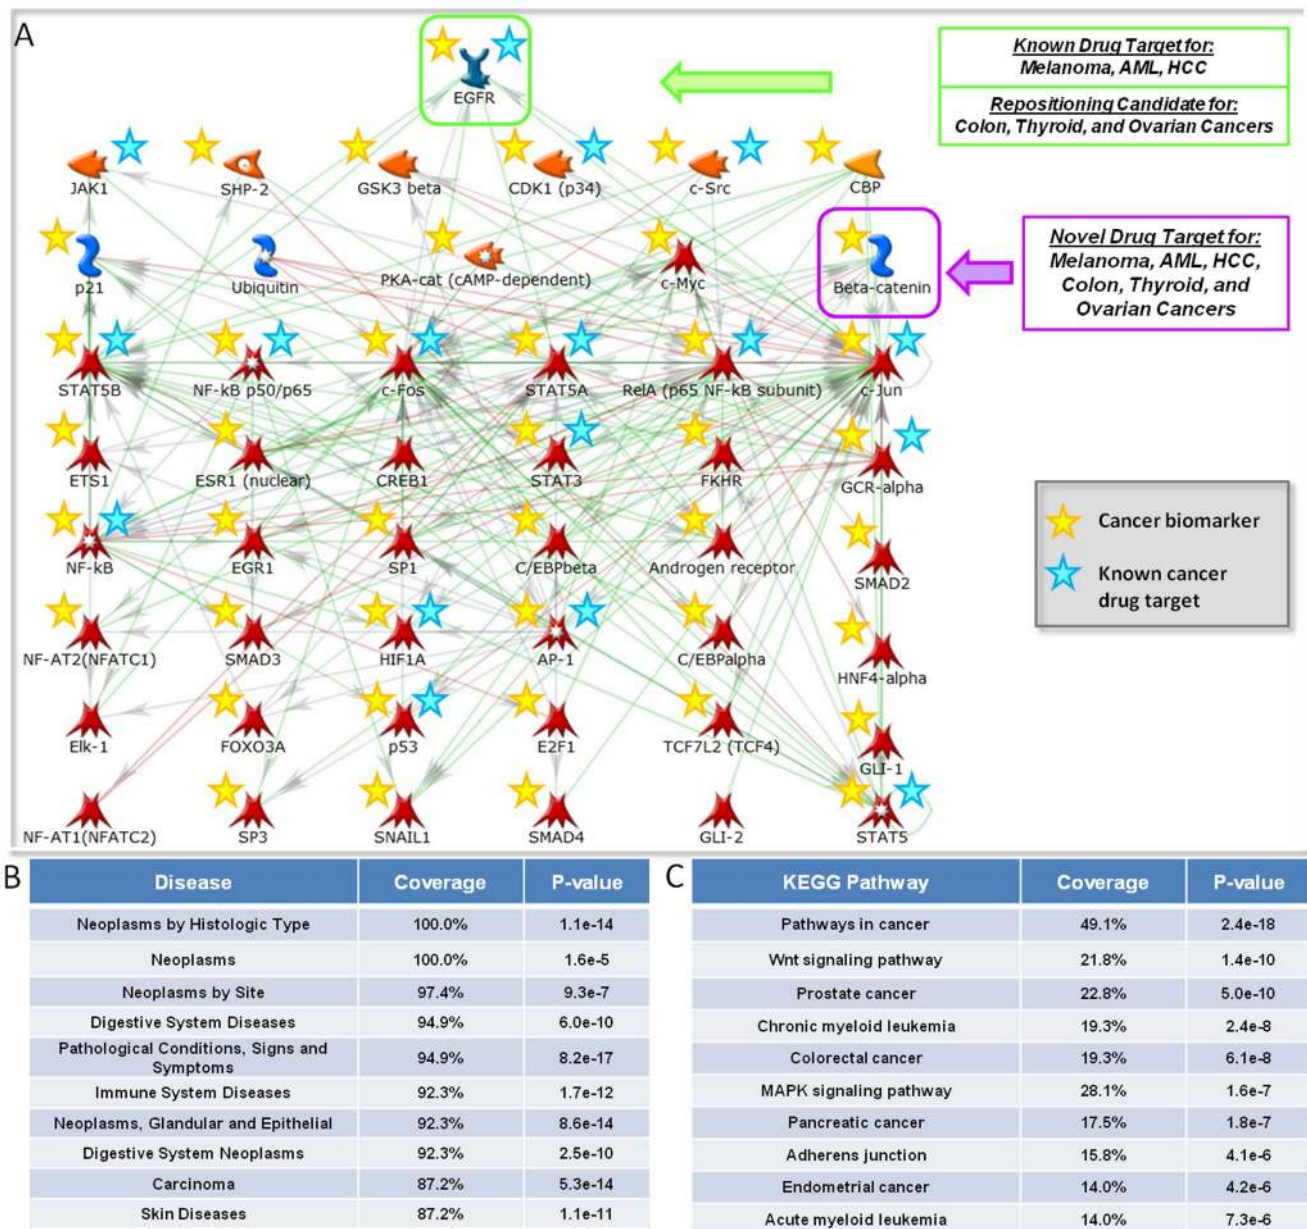 A
EGFR
Known Drug Target for:
Melanoma, AML, HCC
Repositioning Candidate for:
Colon, Thyroid, and Ovarian Cancers
JAK1 SHP-2 GSK3 beta CDK1 (p34) c-Src CBP
p21 Ubiquitin PKA-cat (cAMP-dependent) c-Myc Beta-catenin
Novel Drug Target for:
Melanoma, AML, HCC,
Colon, Thyroid, and
Ovarian Cancers
STAT5B NF-kB p50/p65 c-Fos STAT5A RelA (p65 NF-kB subunit) c-Jun
ETS1 ESR1 (nuclear) CREB1 STAT3 FKHR GCR-alpha
Cancer biomarker
Known cancer
drug target
NF-kB EGR1 SP1 C/EBPbeta Androgen receptor SMAD2
NF-AT2(NFATC1) SMAD3 HIF1A AP-1 C/EBPalpha HNF4-alpha
Elk-1 FOXO3A p53 E2F1 TCF7L2 (TCF4) GLI-1
NF-AT1(NFATC2) SP3 SNAIL1 SMAD4 GLI-2 STAT5
B
Disease Coverage P-value
Neoplasms by Histologic Type 100.0% 1.1e-14
Neoplasms 100.0% 1.6e-5
Neoplasms by Site 97.4% 9.3e-7
Digestive System Diseases 94.9% 6.0e-10
Pathological Conditions, Signs and
Symptoms 94.9% 8.2e-17
Immune System Diseases 92.3% 1.7e-12
Neoplasms, Glandular and Epithelial 92.3% 8.6e-14
Digestive System Neoplasms 92.3% 2.5e-10
Carcinoma 87.2% 5.3e-14
Skin Diseases 87.2% 1.1e-11
C
KEGG Pathway Coverage P-value
Pathways in cancer 49.1% 2.4e-18
Wnt signaling pathway 21.8% 1.4e-10
Prostate cancer 22.8% 5.0e-10
Chronic myeloid leukemia 19.3% 2.4e-8
Colorectal cancer 19.3% 6.1e-8
MAPK signaling pathway 28.1% 1.6e-7
Pancreatic cancer 17.5% 1.8e-7
Adherens junction 15.8% 4.1e-6
Endometrial cancer 14.0% 4.2e-6
Acute myeloid leukemia 14.0% 7.3e-6